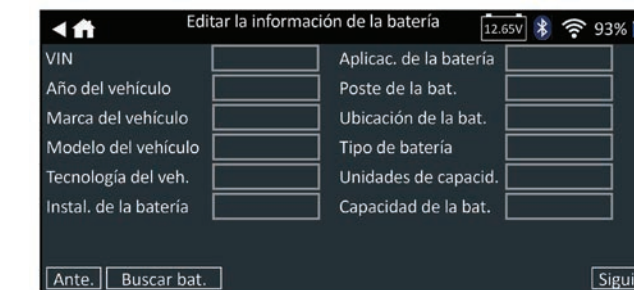 Editar la información de la batería
12.65V 93%
VIN
Año del vehículo
Marca del vehículo
Modelo del vehículo
Tecnología del veh.
Instal. de la batería
Aplicac. de la batería
Poste de la bat.
Ubicación de la bat.
Tipo de batería
Unidades de capacid.
Capacidad de la bat.
Ante. Buscar bat. Sigui